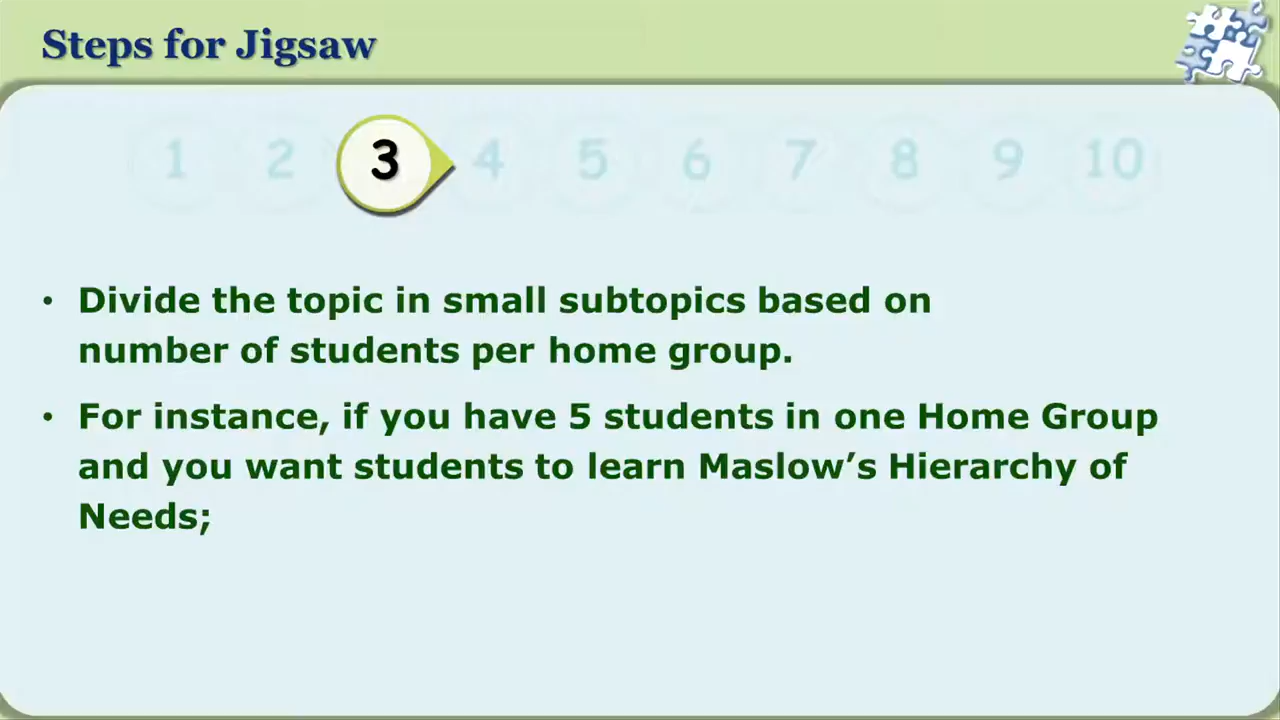 Steps for Jigsaw
1 2 3 4 5 6 7 8 9 10
• Divide the topic in small subtopics based on
number of students per home group.
• For instance, if you have 5 students in one Home Group
and you want students to learn Maslow’s Hierarchy of
Needs;